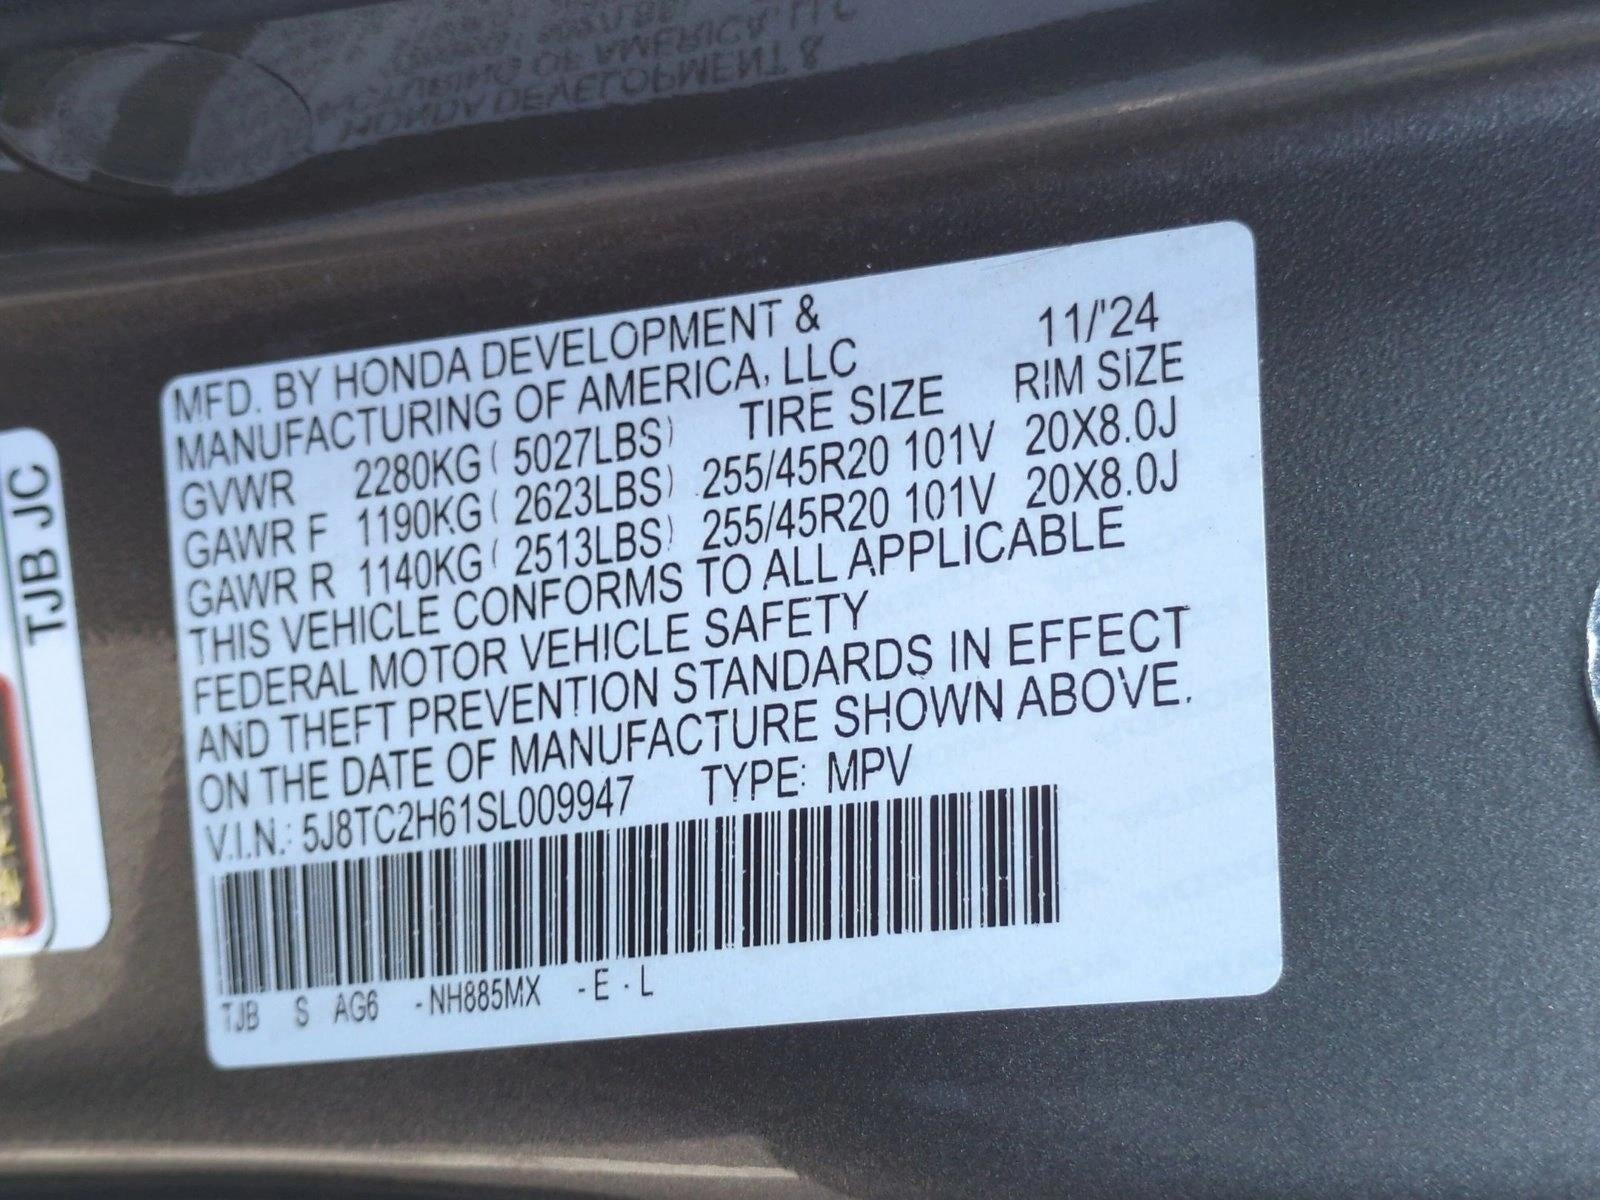 MFD. BY HONDA DEVELOPMENT &
MANUFACTURING OF AMERICA, LLC 11/'24
GVWR 2280KG ( 5027LBS) TIRE SIZE RIM SIZE
GAWR F 1190KG ( 2623LBS) 255/45R20 101V 20X8.0J
GAWR R 1140KG ( 2513LBS) 255/45R20 101V 20X8.0J
THIS VEHICLE CONFORMS TO ALL APPLICABLE
FEDERAL MOTOR VEHICLE SAFETY
AND THEFT PREVENTION STANDARDS IN EFFECT
ON THE DATE OF MANUFACTURE SHOWN ABOVE.
V.I.N.: 5J8TC2H61SL009947 TYPE: MPV
TJB S AG6 -NH885MX -E - L
TJB JC